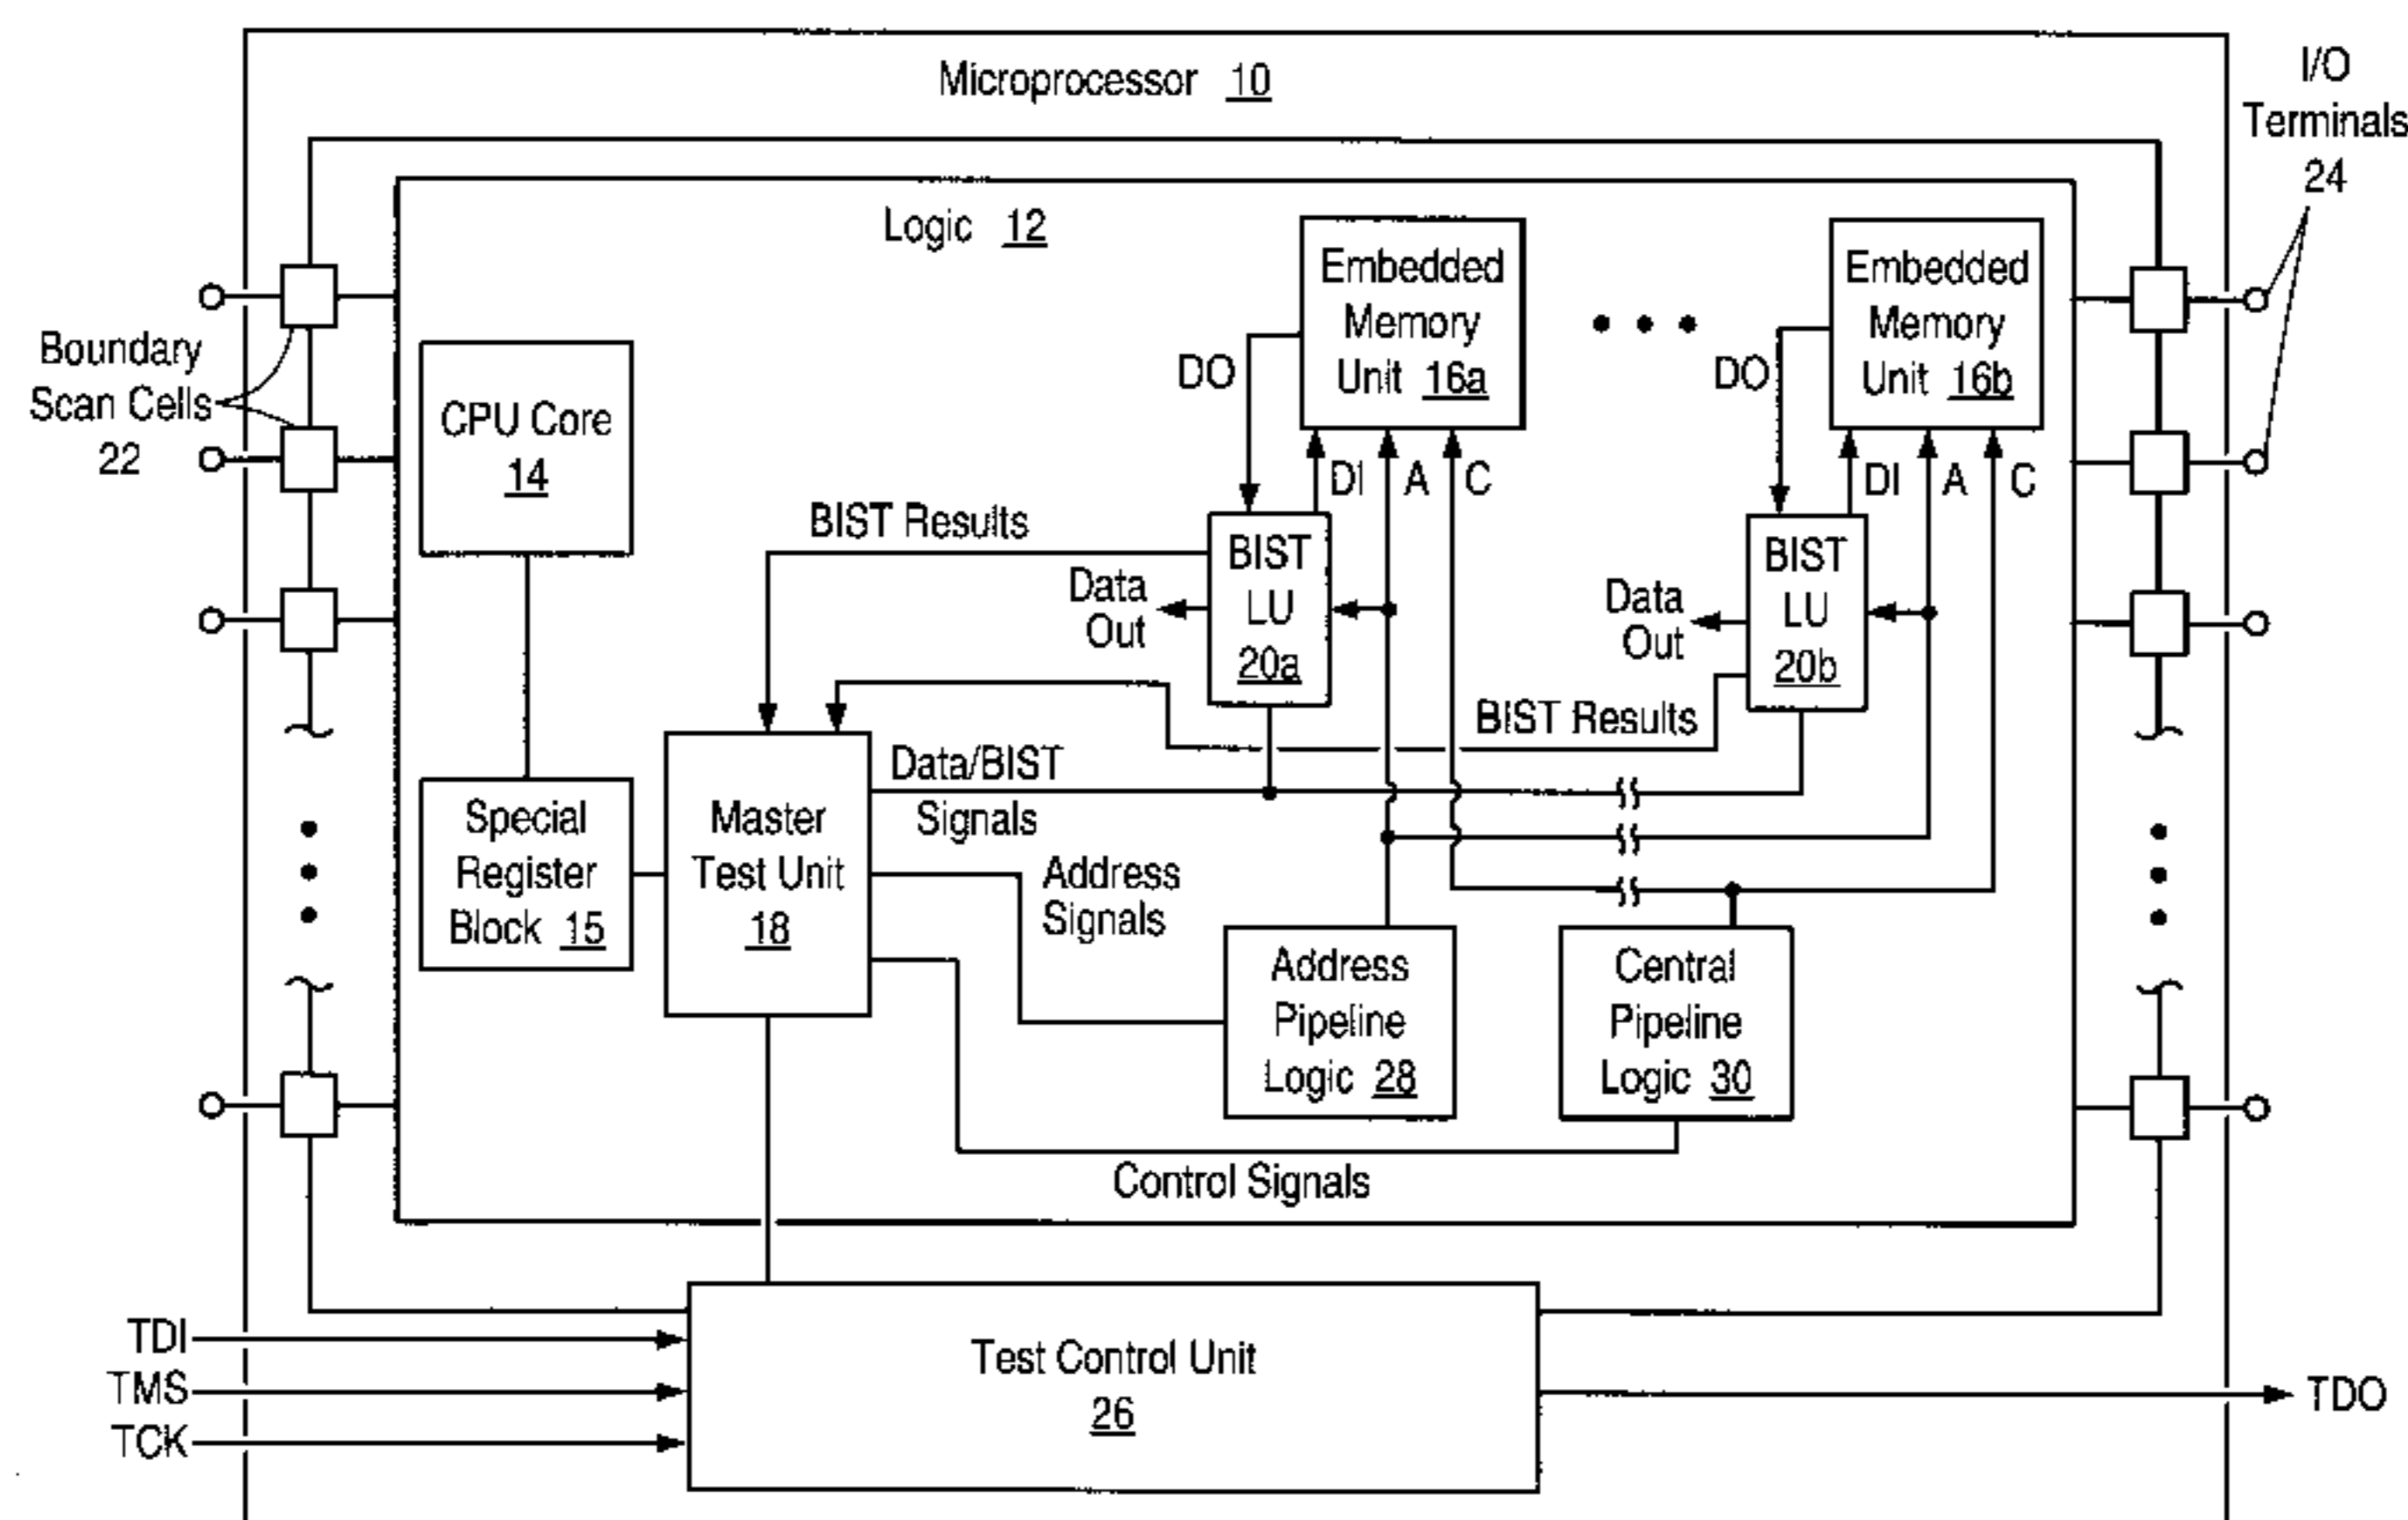 Microprocessor 10
I/O
Terminals
24
Logic 12
Embedded
Memory
Unit 16a
Embedded
Memory
Unit 16b
Boundary
Scan Cells
22
CPU Core
14
DO
DO
DI A C
DI A C
BIST Results
BIST
LU
20a
Data
Out
BIST
LU
20b
Data
Out
BIST Results
Data/BIST
Signals
Special
Register
Block 15
Master
Test Unit
18
Address
Signals
Address
Pipeline
Logic 28
Central
Pipeline
Logic 30
Control Signals
TDI
TMS
TCK
Test Control Unit
26
TDO